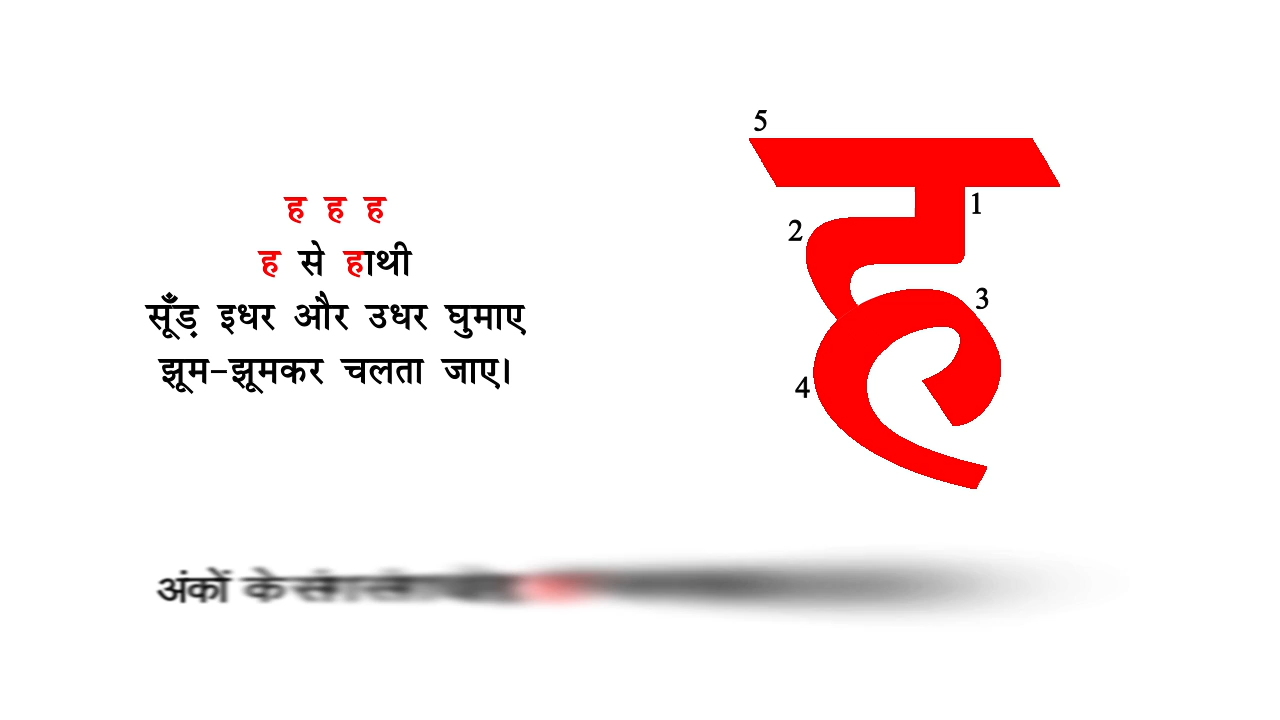 ह ह ह
ह से हाथी
सूँड़ इधर और उधर घुमाए
झूम-झूमकर चलता जाए।
5
1
2
3
4
ह
अंकों के